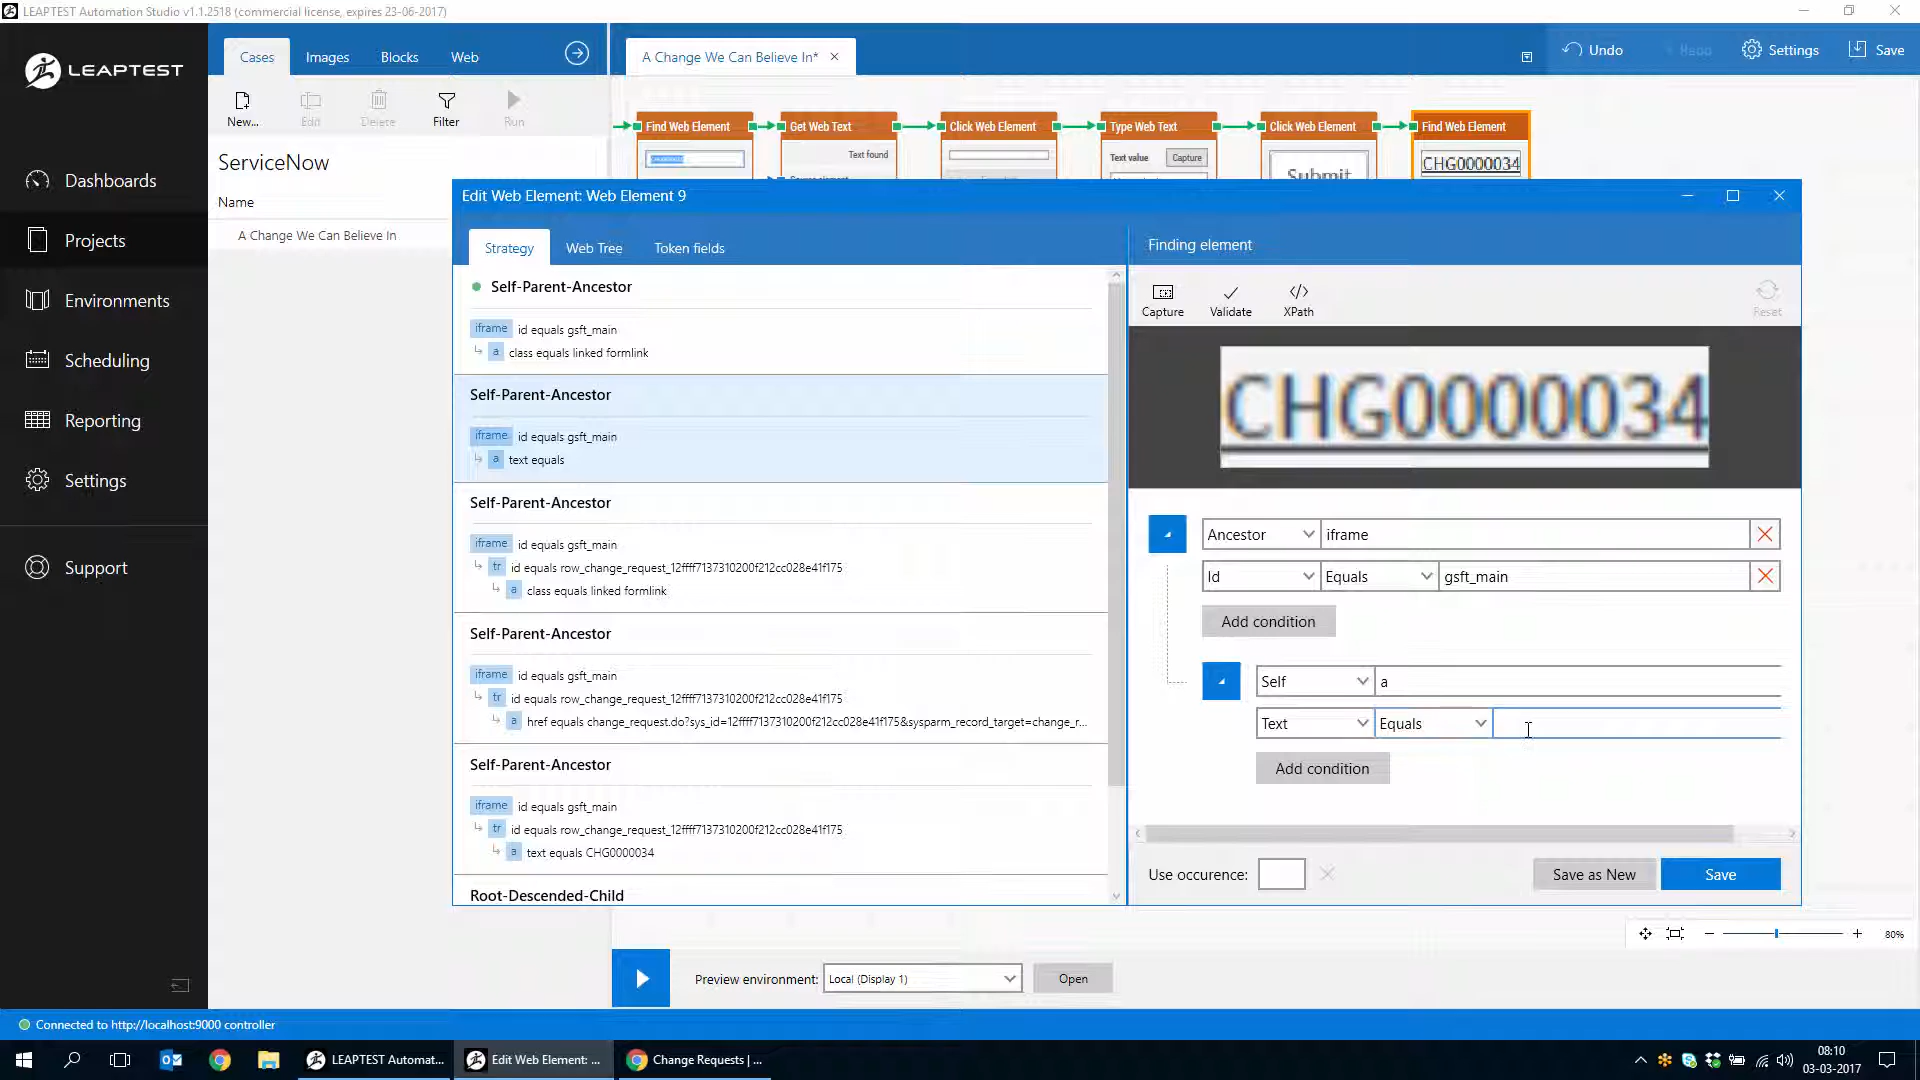 LEAPTEST Automation Studio v1.1.2518 (commercial license, expires 23-06-2017)
LEAPTEST
Cases
Images
Blocks
Web
A Change We Can Believe In*
Undo
Redo
Settings
Save
New...
Edit
Delete
Filter
Run
Dashboards
Projects
Environments
Scheduling
Reporting
Settings
Support
ServiceNow
Name
A Change We Can Believe In
Find Web Element
Get Web Text
Text found
Click Web Element
Type Web Text
Text value
Capture
Click Web Element
Submit
Find Web Element
CHG0000034
Edit Web Element: Web Element 9
Strategy
Web Tree
Token fields
Self-Parent-Ancestor
iframe id equals gsft_main
a class equals linked formlink
Self-Parent-Ancestor
iframe id equals gsft_main
a text equals
Self-Parent-Ancestor
iframe id equals gsft_main
tr id equals row_change_request_12ffff7137310200f212cc028e41f175
a class equals linked formlink
Self-Parent-Ancestor
iframe id equals gsft_main
tr id equals row_change_request_12ffff7137310200f212cc028e41f175
a href equals change_request.do?sys_id=12ffff7137310200f212cc028e41f175&sysparm_record_target=change_r...
Self-Parent-Ancestor
iframe id equals gsft_main
tr id equals row_change_request_12ffff7137310200f212cc028e41f175
a text equals CHG0000034
Root-Descended-Child
Finding element
Capture
Validate
XPath
Reset
CHG0000034
Ancestor iframe
Id Equals gsft_main
Add condition
Self a
Text Equals
Add condition
Use occurence:
Save as New
Save
80%
Preview environment:
Local (Display 1)
Open
Connected to http://localhost:9000 controller
LEAPTEST Automat...
Edit Web Element: ...
Change Requests | ...
08:10
03-03-2017